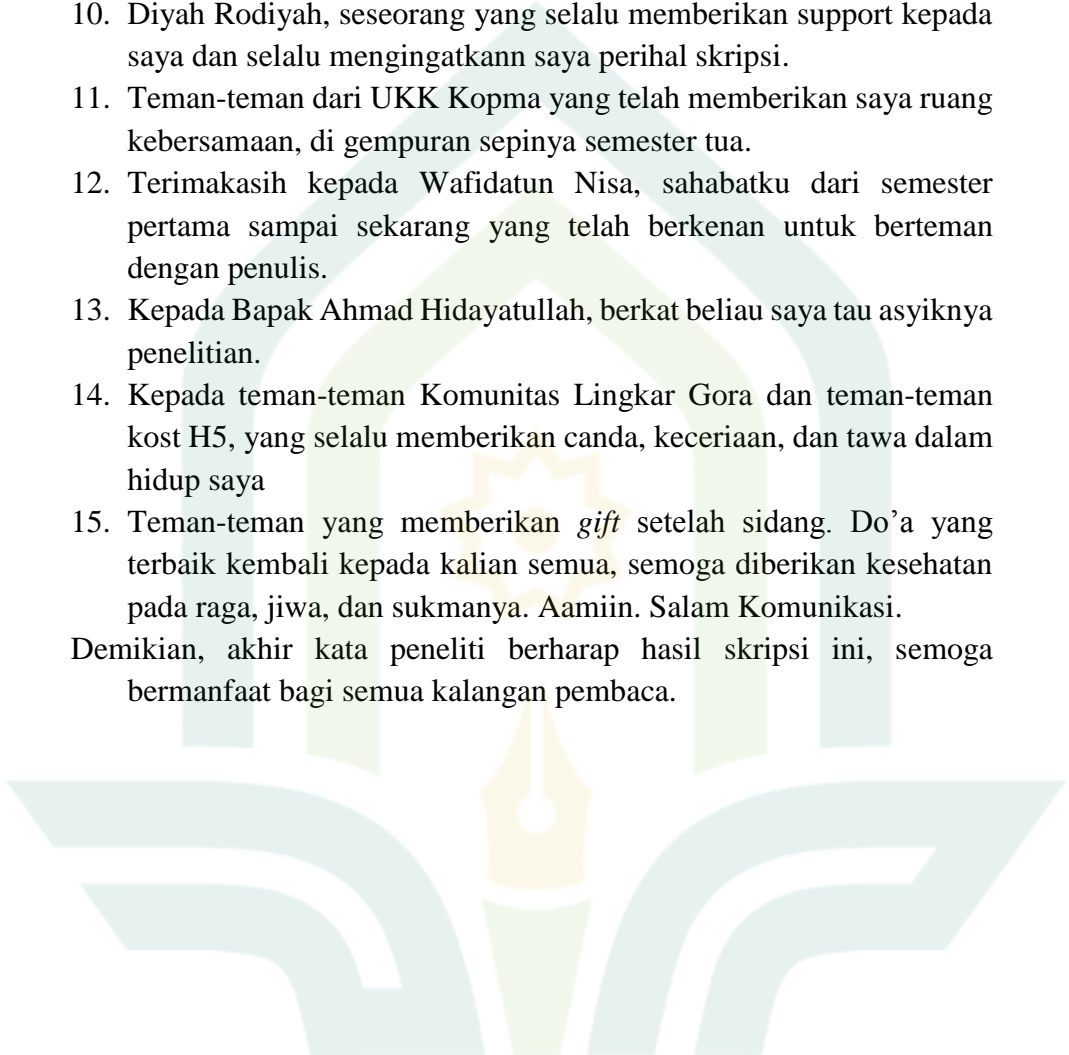 10. Diyah Rodiyah, seseorang yang selalu memberikan support kepada
saya dan selalu mengingatkann saya perihal skripsi.
11. Teman-teman dari UKK Kopma yang telah memberikan saya ruang
kebersamaan, di gempuran sepinya semester tua.
12. Terimakasih kepada Wafidatun Nisa, sahabatku dari semester
pertama sampai sekarang yang telah berkenan untuk berteman
dengan penulis.
13. Kepada Bapak Ahmad Hidayatullah, berkat beliau saya tau asyiknya
penelitian.
14. Kepada teman-teman Komunitas Lingkar Gora dan teman-teman
kost H5, yang selalu memberikan canda, keceriaan, dan tawa dalam
hidup saya
15. Teman-teman yang memberikan gift setelah sidang. Do’a yang
terbaik kembali kepada kalian semua, semoga diberikan kesehatan
pada raga, jiwa, dan sukmanya. Aamiin. Salam Komunikasi.
Demikian, akhir kata peneliti berharap hasil skripsi ini, semoga
bermanfaat bagi semua kalangan pembaca.